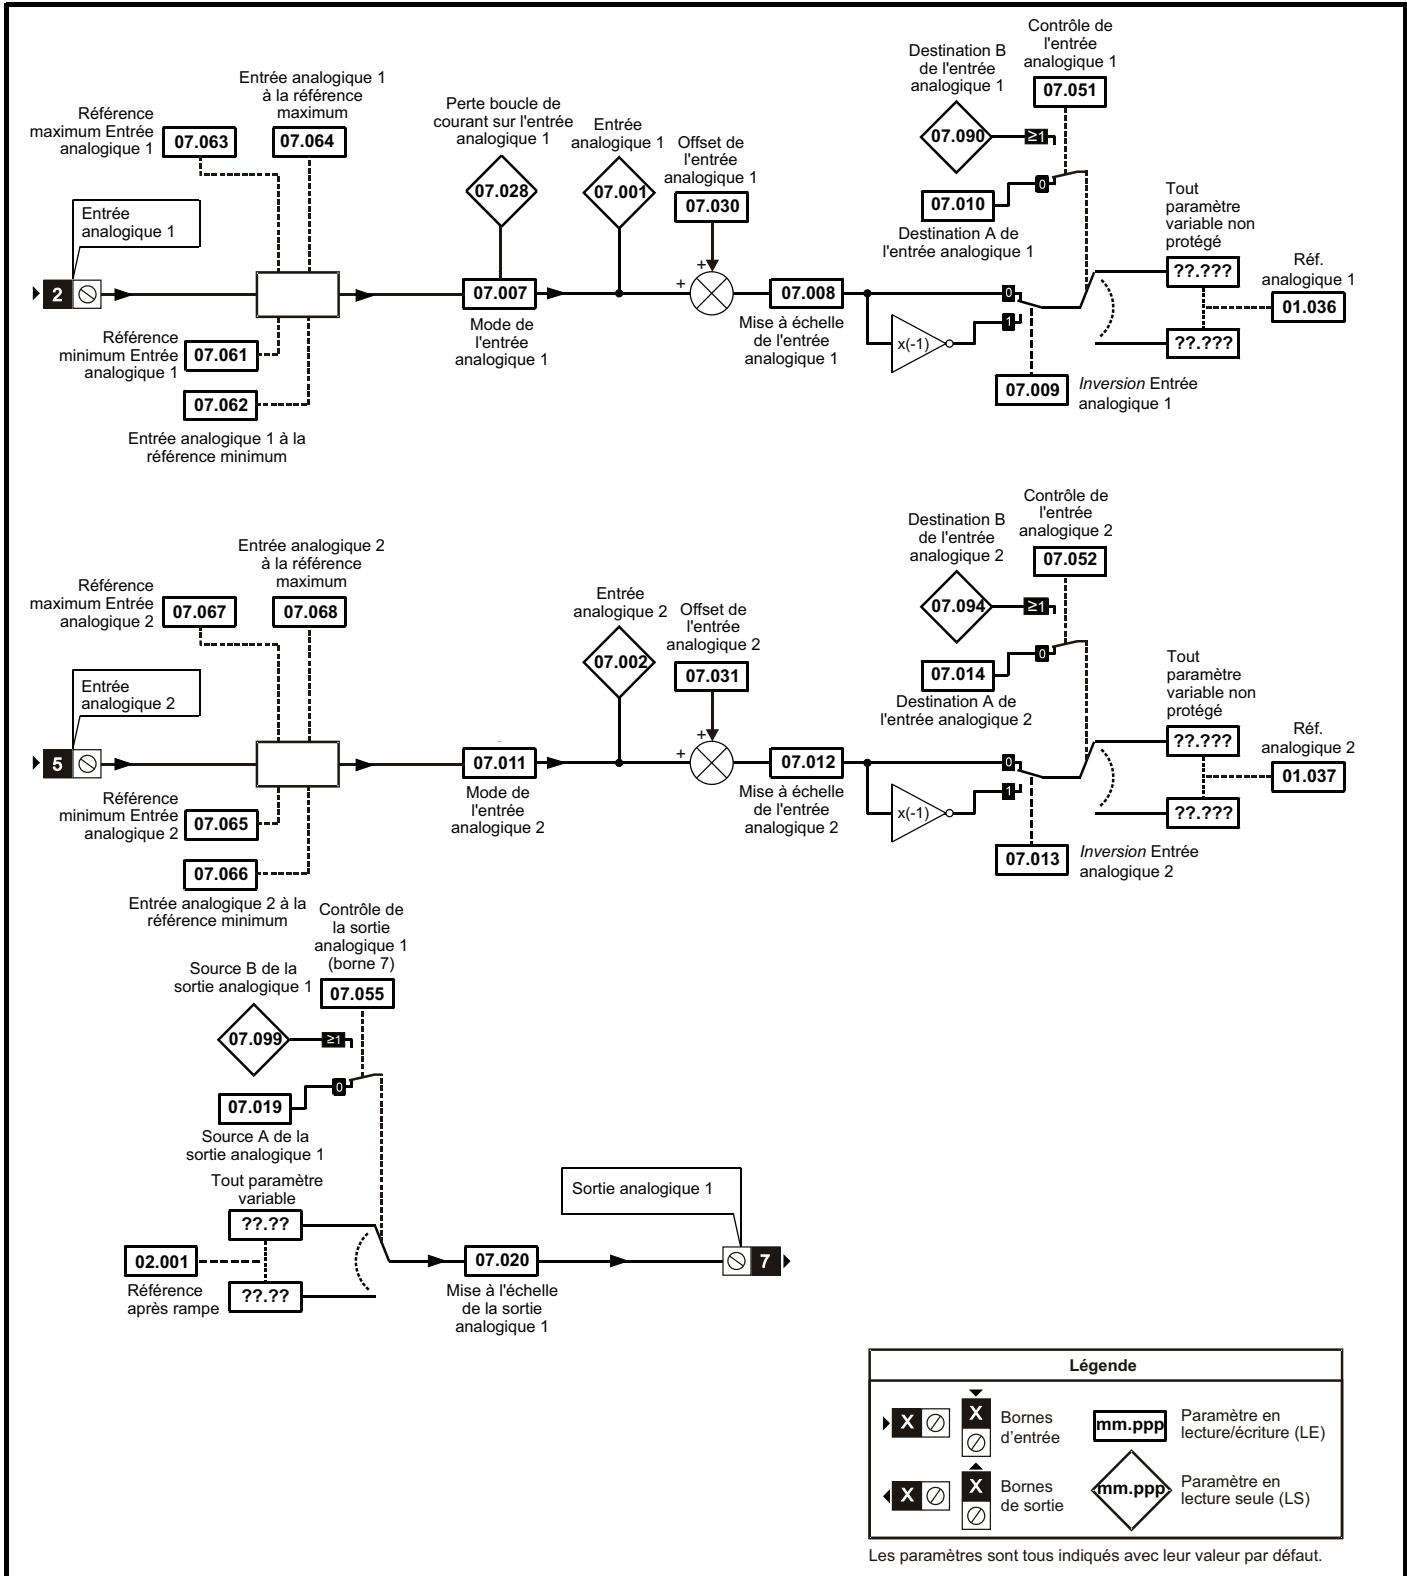 Référence
maximum Entrée
analogique 1
07.063
Entrée analogique 1
à la référence
maximum
07.064
Entrée
analogique 1
2
Référence
minimum Entrée
analogique 1
07.061
07.062
Entrée analogique 1 à la
référence minimum
Perte boucle de
courant sur l'entrée
analogique 1
07.028
07.007
Mode de
l'entrée
analogique 1
Entrée
analogique 1
07.001
Offset de
l'entrée
analogique 1
07.030
+
+
07.008
Mise à échelle
de l'entrée
analogique 1
x(-1)
Destination B
de l'entrée
analogique 1
07.090
≥1
Contrôle de
l'entrée
analogique 1
07.051
0
07.010
Destination A de
l'entrée analogique 1
0
1
07.009
Inversion Entrée
analogique 1
Tout
paramètre
variable non
protégé
??.???
??.???
Réf.
analogique 1
01.036
Référence
maximum Entrée
analogique 2
07.067
Entrée analogique 2
à la référence
maximum
07.068
Entrée
analogique 2
5
Référence
minimum Entrée
analogique 2
07.065
07.066
Entrée analogique 2 à la
référence minimum
07.011
Mode de
l'entrée
analogique 2
Entrée
analogique 2
07.002
Offset de
l'entrée
analogique 2
07.031
+
+
07.012
Mise à échelle
de l'entrée
analogique 2
x(-1)
Destination B
de l'entrée
analogique 2
07.094
≥1
Contrôle de
l'entrée
analogique 2
07.052
0
07.014
Destination A de
l'entrée analogique 2
0
1
07.013
Inversion Entrée
analogique 2
Tout
paramètre
variable non
protégé
??.???
??.???
Réf.
analogique 2
01.037
Contrôle de
la sortie
analogique 1
(borne 7)
07.055
Source B de la
sortie analogique 1
07.099
≥1
0
07.019
Source A de la
sortie analogique 1
Tout paramètre
variable
??.??
02.001
Référence
après rampe
??.??
07.020
Mise à l'échelle
de la sortie
analogique 1
Sortie analogique 1
7
Légende
X
X
Bornes
d'entrée
mm.ppp
Paramètre en
lecture/écriture (LE)
X
X
Bornes
de sortie
mm.ppp
Paramètre en
lecture seule (LS)
Les paramètres sont tous indiqués avec leur valeur par défaut.